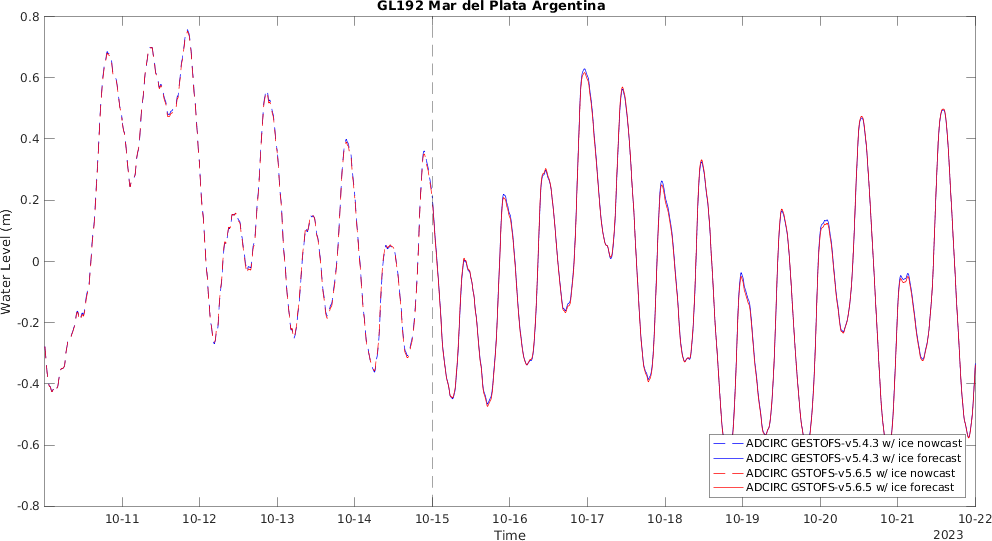 GL192 Mar del Plata Argentina
0.8
0.6
0.4
0.2
0
-0.2
-0.4
-0.6
-0.8
Water Level (m)
ADCIRC GESTOFS-v5.4.3 w/ ice nowcast
ADCIRC GESTOFS-v5.4.3 w/ ice forecast
ADCIRC GSTOFS-v5.6.5 w/ ice nowcast
ADCIRC GSTOFS-v5.6.5 w/ ice forecast
10-11 10-12 10-13 10-14 10-15 10-16 10-17 10-18 10-19 10-20 10-21 10-22
Time
2023